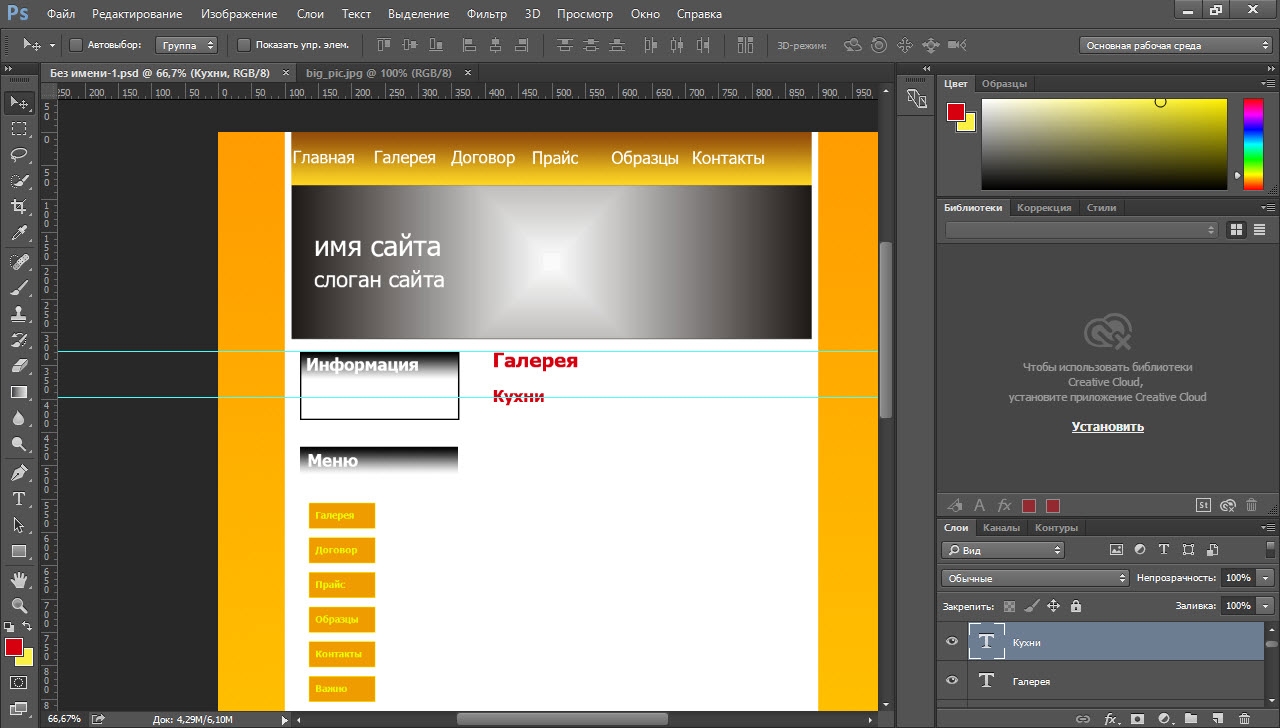 Ps Файл Редактирование Изображение Слои Текст Выделение Фильтр 3D Просмотр Окно Справка
Автовыбор: Группа Показать упр. элем. 3D-режим: Основная рабочая среда
Без имени-1.psd @ 66,7% (Кухни, RGB/8) × big_pic.jpg @ 100% (RGB/8) ×
250 200 150 100 50 0 50 100 150 200 250 300 350 400 450 500 550 600 650 700 750 800 850 900 950
Главная Галерея Договор Прайс Образцы Контакты
имя сайта
слоган сайта
Информация
Галерея
Кухни
Меню
Галерея
Договор
Прайс
Образцы
Контакты
Важно
66,67% Док: 4,29M/6,10M
Цвет Образцы
Библиотеки Коррекция Стили
Чтобы использовать библиотеки
Creative Cloud,
установите приложение Creative Cloud
Установить
St
Слои Каналы Контуры
Вид
Обычные Непрозрачность: 100%
Закрепить: Заливка: 100%
T Кухни
T Галерея
fx